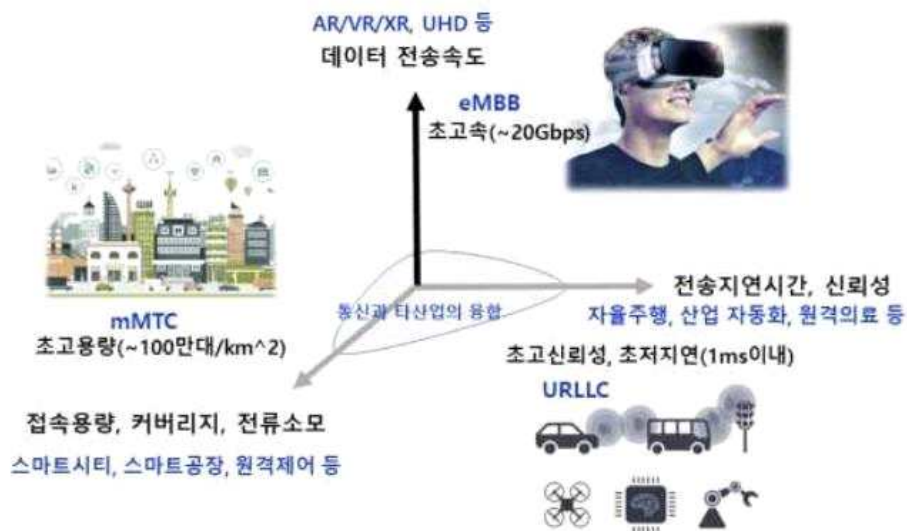 AR/VR/XR, UHD 등
데이터 전송속도
eMBB
초고속(~20Gbps)
통신과 타산업의 융합
전송지연시간, 신뢰성
자율주행, 산업 자동화, 원격의료 등
초고신뢰성, 초저지연(1ms이내)
URLLC
mMTC
초고용량(~100만대/km^2)
접속용량, 커버리지, 전류소모
스마트시티, 스마트공장, 원격제어 등